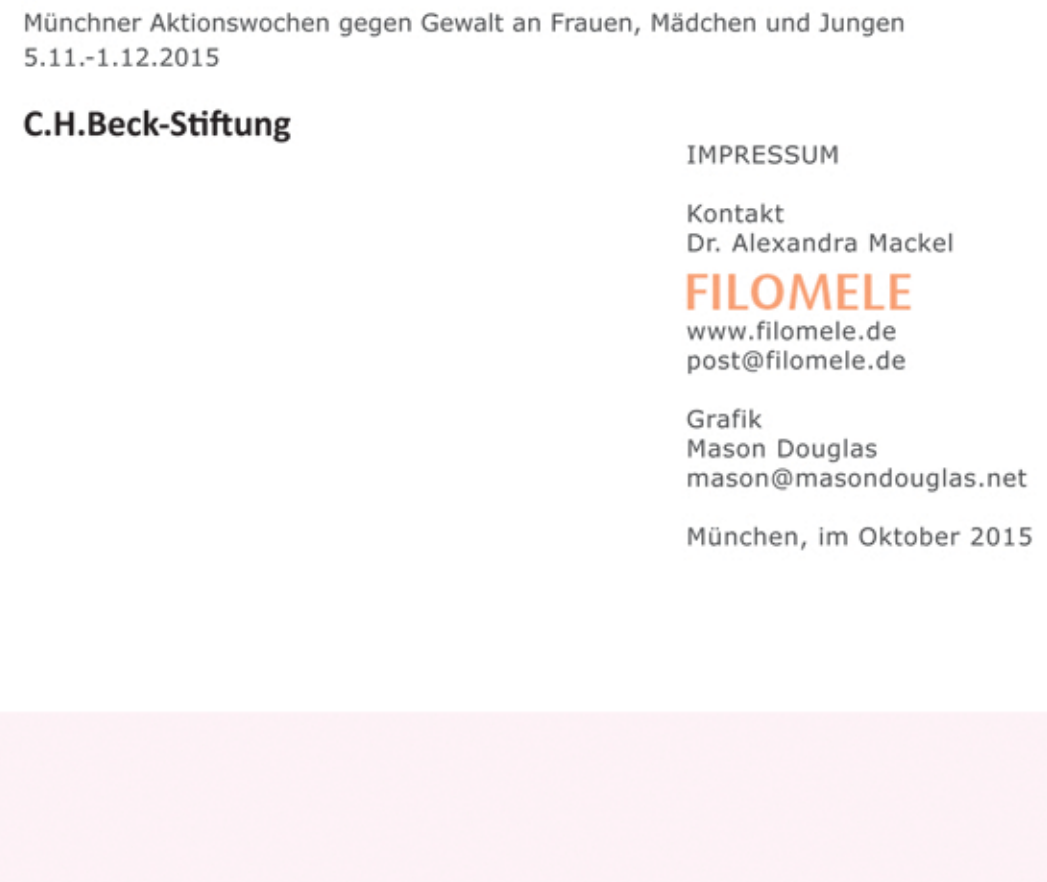 Münchner Aktionswochen gegen Gewalt an Frauen, Mädchen und Jungen
5.11.-1.12.2015
C.H.Beck-Stiftung
IMPRESSUM
Kontakt
Dr. Alexandra Mackel
FILOMELE
www.filomele.de
post@filomele.de
Grafik
Mason Douglas
mason@masondouglas.net
München, im Oktober 2015